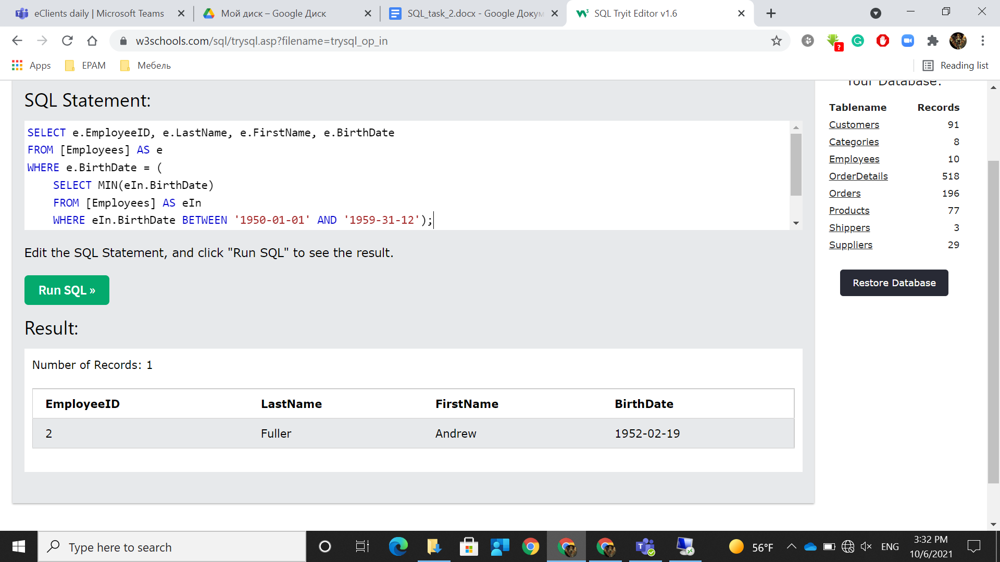 eClients daily | Microsoft Teams
Мой диск – Google Диск
SQL_task_2.docx - Google Докум
SQL Tryit Editor v1.6
w3schools.com/sql/trysql.asp?filename=trysql_op_in
Apps
EPAM
Мебель
Reading list
SQL Statement:
SELECT e.EmployeeID, e.LastName, e.FirstName, e.BirthDate
FROM [Employees] AS e
WHERE e.BirthDate = (
SELECT MIN(eIn.BirthDate)
FROM [Employees] AS eIn
WHERE eIn.BirthDate BETWEEN '1950-01-01' AND '1959-31-12');
Edit the SQL Statement, and click "Run SQL" to see the result.
Run SQL »
Result:
Number of Records: 1
EmployeeID LastName FirstName BirthDate
2 Fuller Andrew 1952-02-19
Your Database:
Tablename Records
Customers 91
Categories 8
Employees 10
OrderDetails 518
Orders 196
Products 77
Shippers 3
Suppliers 29
Restore Database
Type here to search
56°F
ENG
3:32 PM
10/6/2021